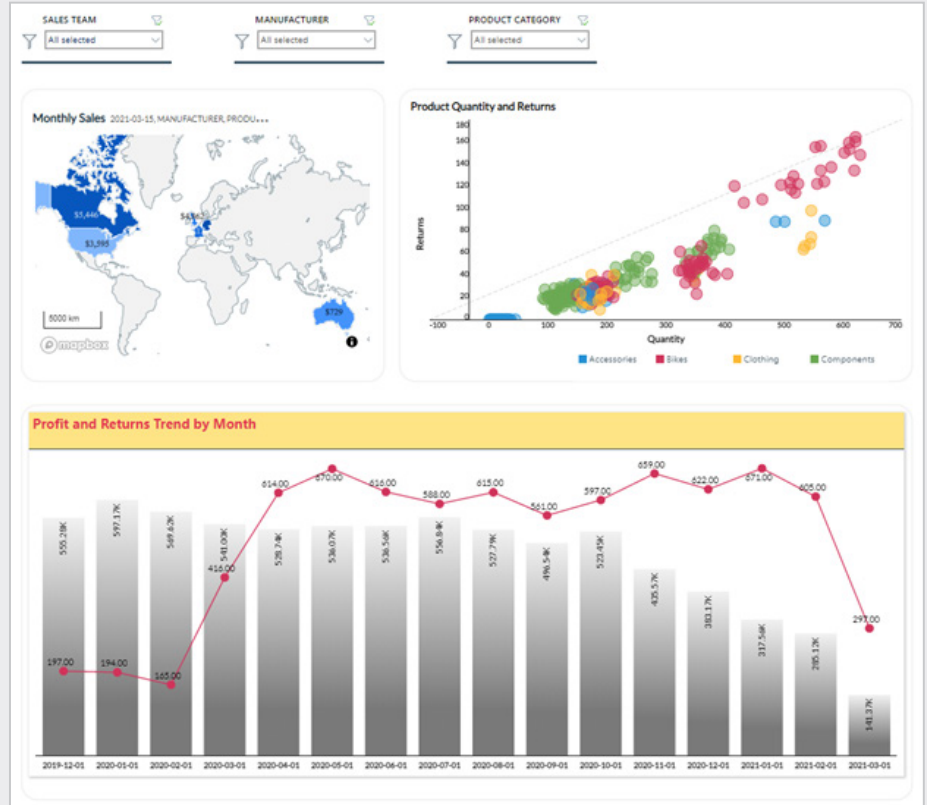 SALES TEAM
All selected
MANUFACTURER
All selected
PRODUCT CATEGORY
All selected
Monthly Sales 2021-03-15, MANUFACTURER, PRODU...
$5,446
$3,595
$729
5000 km
mapbox
Product Quantity and Returns
Returns
180
160
140
120
100
80
60
40
20
0
-100 0 100 200 300 400 500 600 700
Quantity
Accessories Bikes Clothing Components
Profit and Returns Trend by Month
197.00 194.00 165.00 416.00 614.00 670.00 616.00 588.00 615.00 561.00 597.00 659.00 622.00 671.00 605.00 297.00
555.28K 597.17K 569.62K 541.00K 528.74K 536.07K 536.56K 556.84K 527.79K 496.54K 523.45K 435.57K 383.17K 317.56K 285.12K 141.37K
2019-12-01 2020-01-01 2020-02-01 2020-03-01 2020-04-01 2020-05-01 2020-06-01 2020-07-01 2020-08-01 2020-09-01 2020-10-01 2020-11-01 2020-12-01 2021-01-01 2021-02-01 2021-03-01